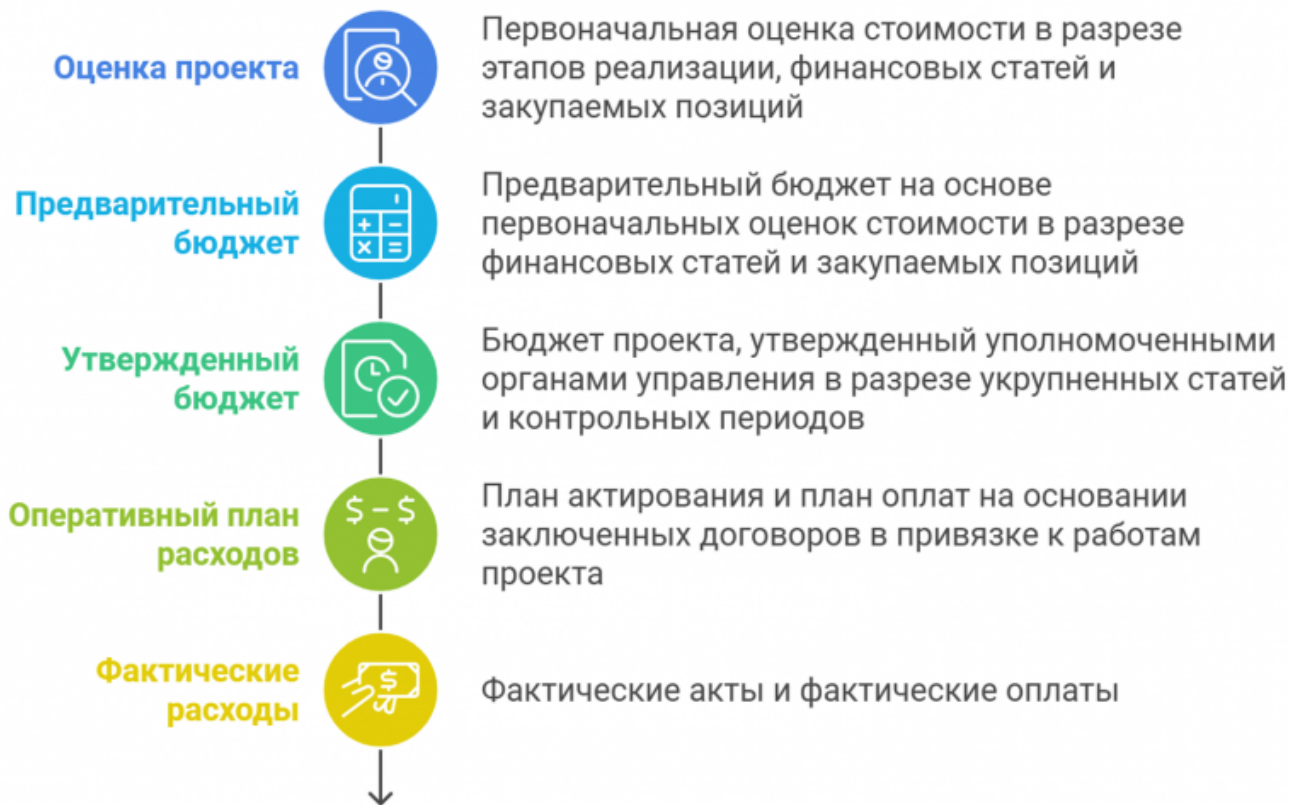 Оценка проекта
Первоначальная оценка стоимости в разрезе
этапов реализации, финансовых статей и
закупаемых позиций
Предварительный
бюджет
Предварительный бюджет на основе
первоначальных оценок стоимости в разрезе
финансовых статей и закупаемых позиций
Утвержденный
бюджет
Бюджет проекта, утвержденный уполномоченными
органами управления в разрезе укрупненных статей
и контрольных периодов
Оперативный план
расходов
План актирования и план оплат на основании
заключенных договоров в привязке к работам
проекта
Фактические
расходы
Фактические акты и фактические оплаты